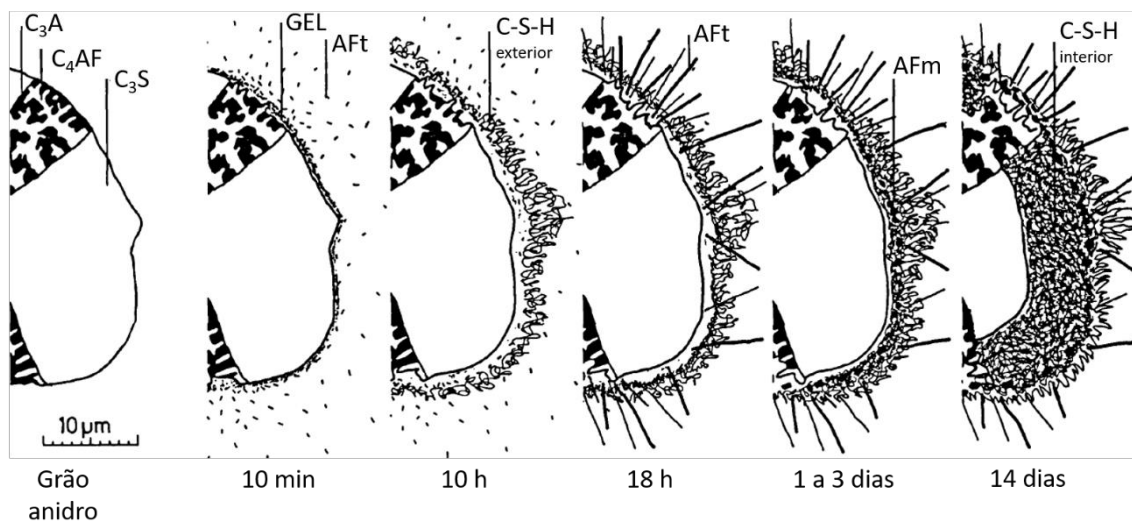 C₃A
C₄AF
C₃S
GEL
AFt
C-S-H
exterior
AFt
AFm
C-S-H
interior
10 µm
Grão
anidro
10 min
10 h
18 h
1 a 3 dias
14 dias